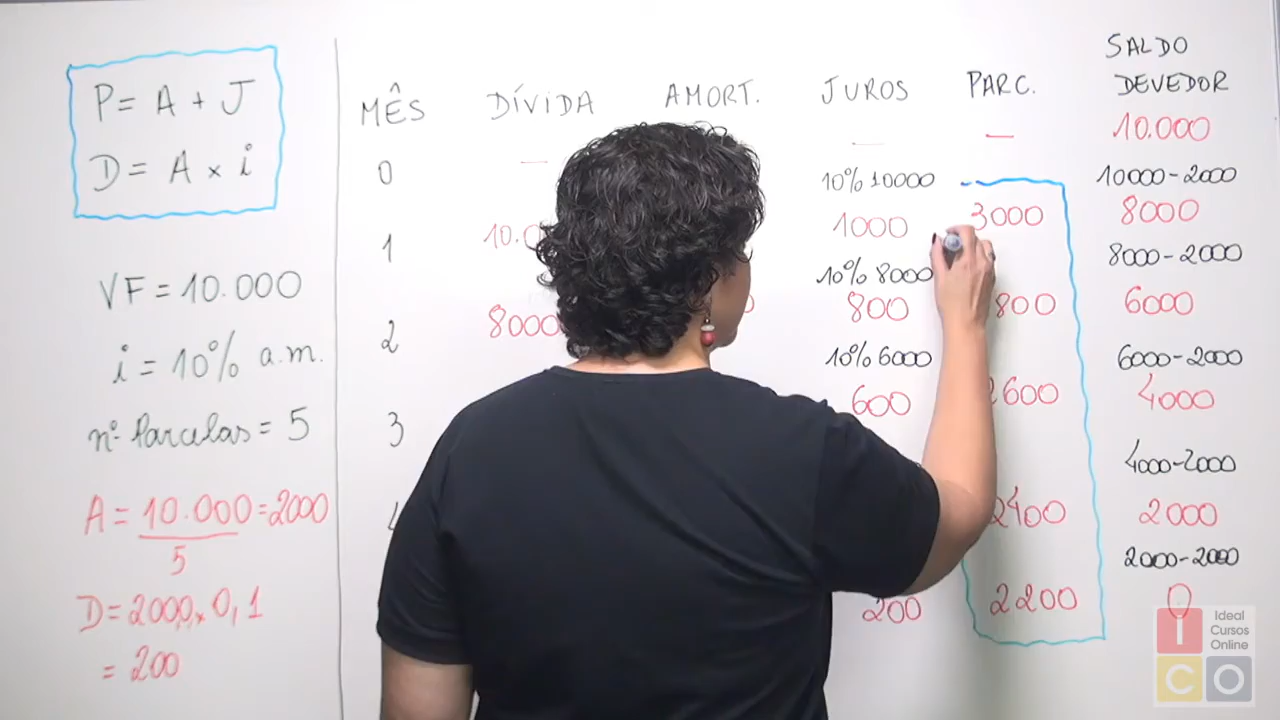 P = A + J
D = A × i
VF = 10.000
i = 10% a.m.
nº Parcelas = 5
A = 10.000 = 2000
5
D = 2000 × 0,1
= 200
MÊS DÍVIDA AMORT. JUROS PARC. SALDO DEVEDOR
0 — — — 10.000
10% 10000 10000 - 2000
1 1000 3000 8000
10% 8000 8000 - 2000
2 8000 800 800 6000
10% 6000 6000 - 2000
3 600 2600 4000
4000 - 2000
2400 2000
2000 - 2000
200 2200 0
Ideal
Cursos
Online
I
C O